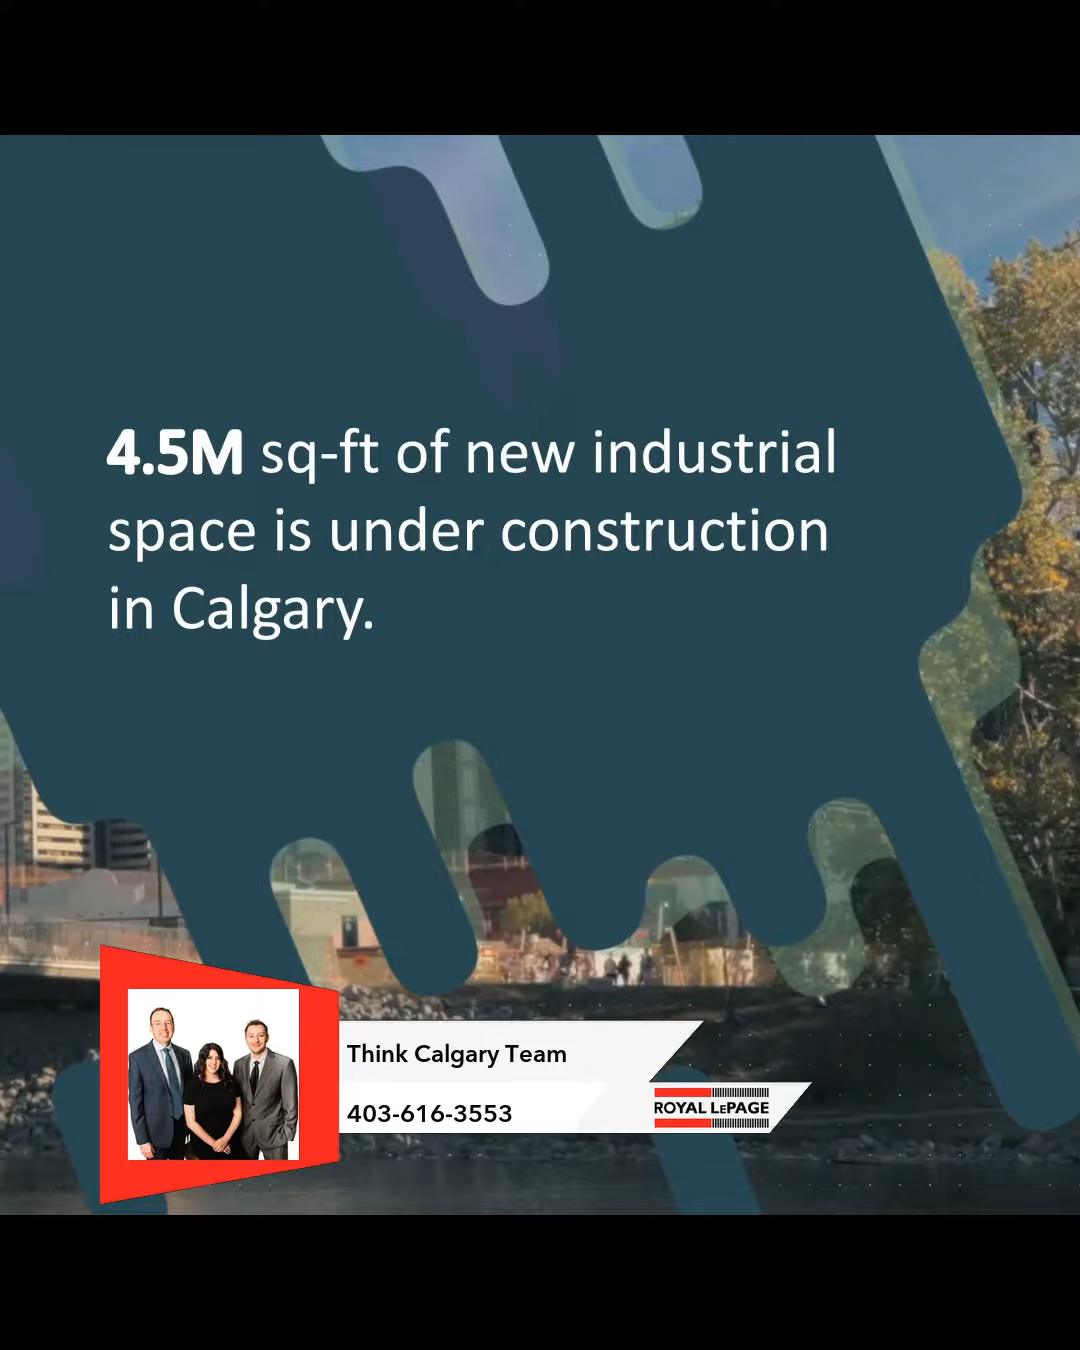 4.5M sq-ft of new industrial
space is under construction
in Calgary.
Think Calgary Team
403-616-3553
ROYAL LEPAGE